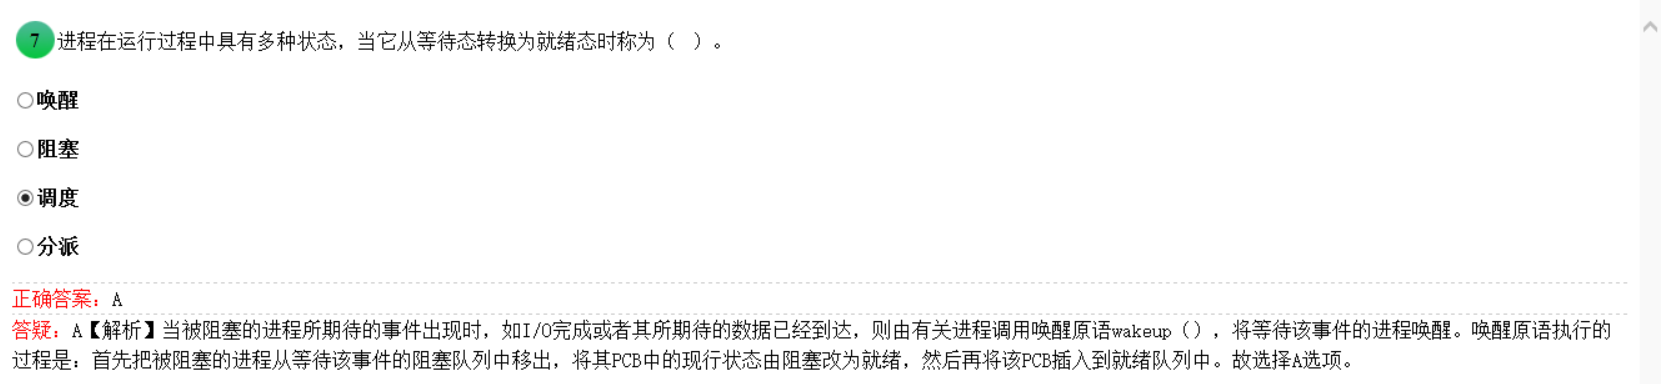 7 进程在运行过程中具有多种状态，当它从等待态转换为就绪态时称为（ ）。
唤醒
阻塞
调度
分派
正确答案：A
答疑：A【解析】当被阻塞的进程所期待的事件出现时，如I/O完成或者其所期待的数据已经到达，则由有关进程调用唤醒原语wakeup（），将等待该事件的进程唤醒。唤醒原语执行的
过程是：首先把被阻塞的进程从等待该事件的阻塞队列中移出，将其PCB中的现行状态由阻塞改为就绪，然后再将该PCB插入到就绪队列中。故选择A选项。